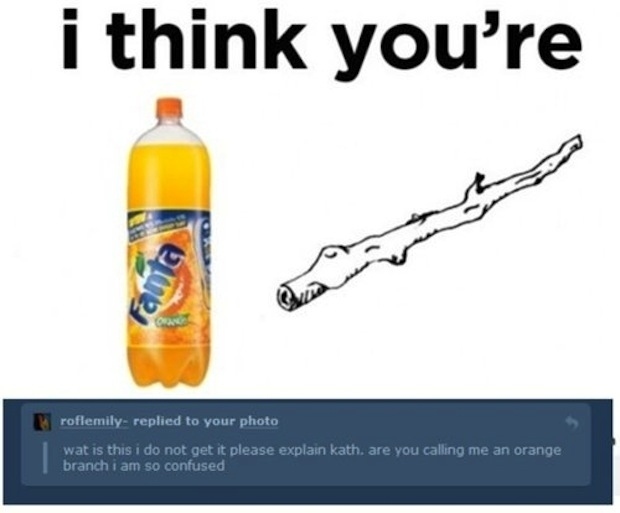 i think you're
Fanta
ORANGE
roflemily- replied to your photo
wat is this i do not get it please explain kath. are you calling me an orange
branch i am so confused